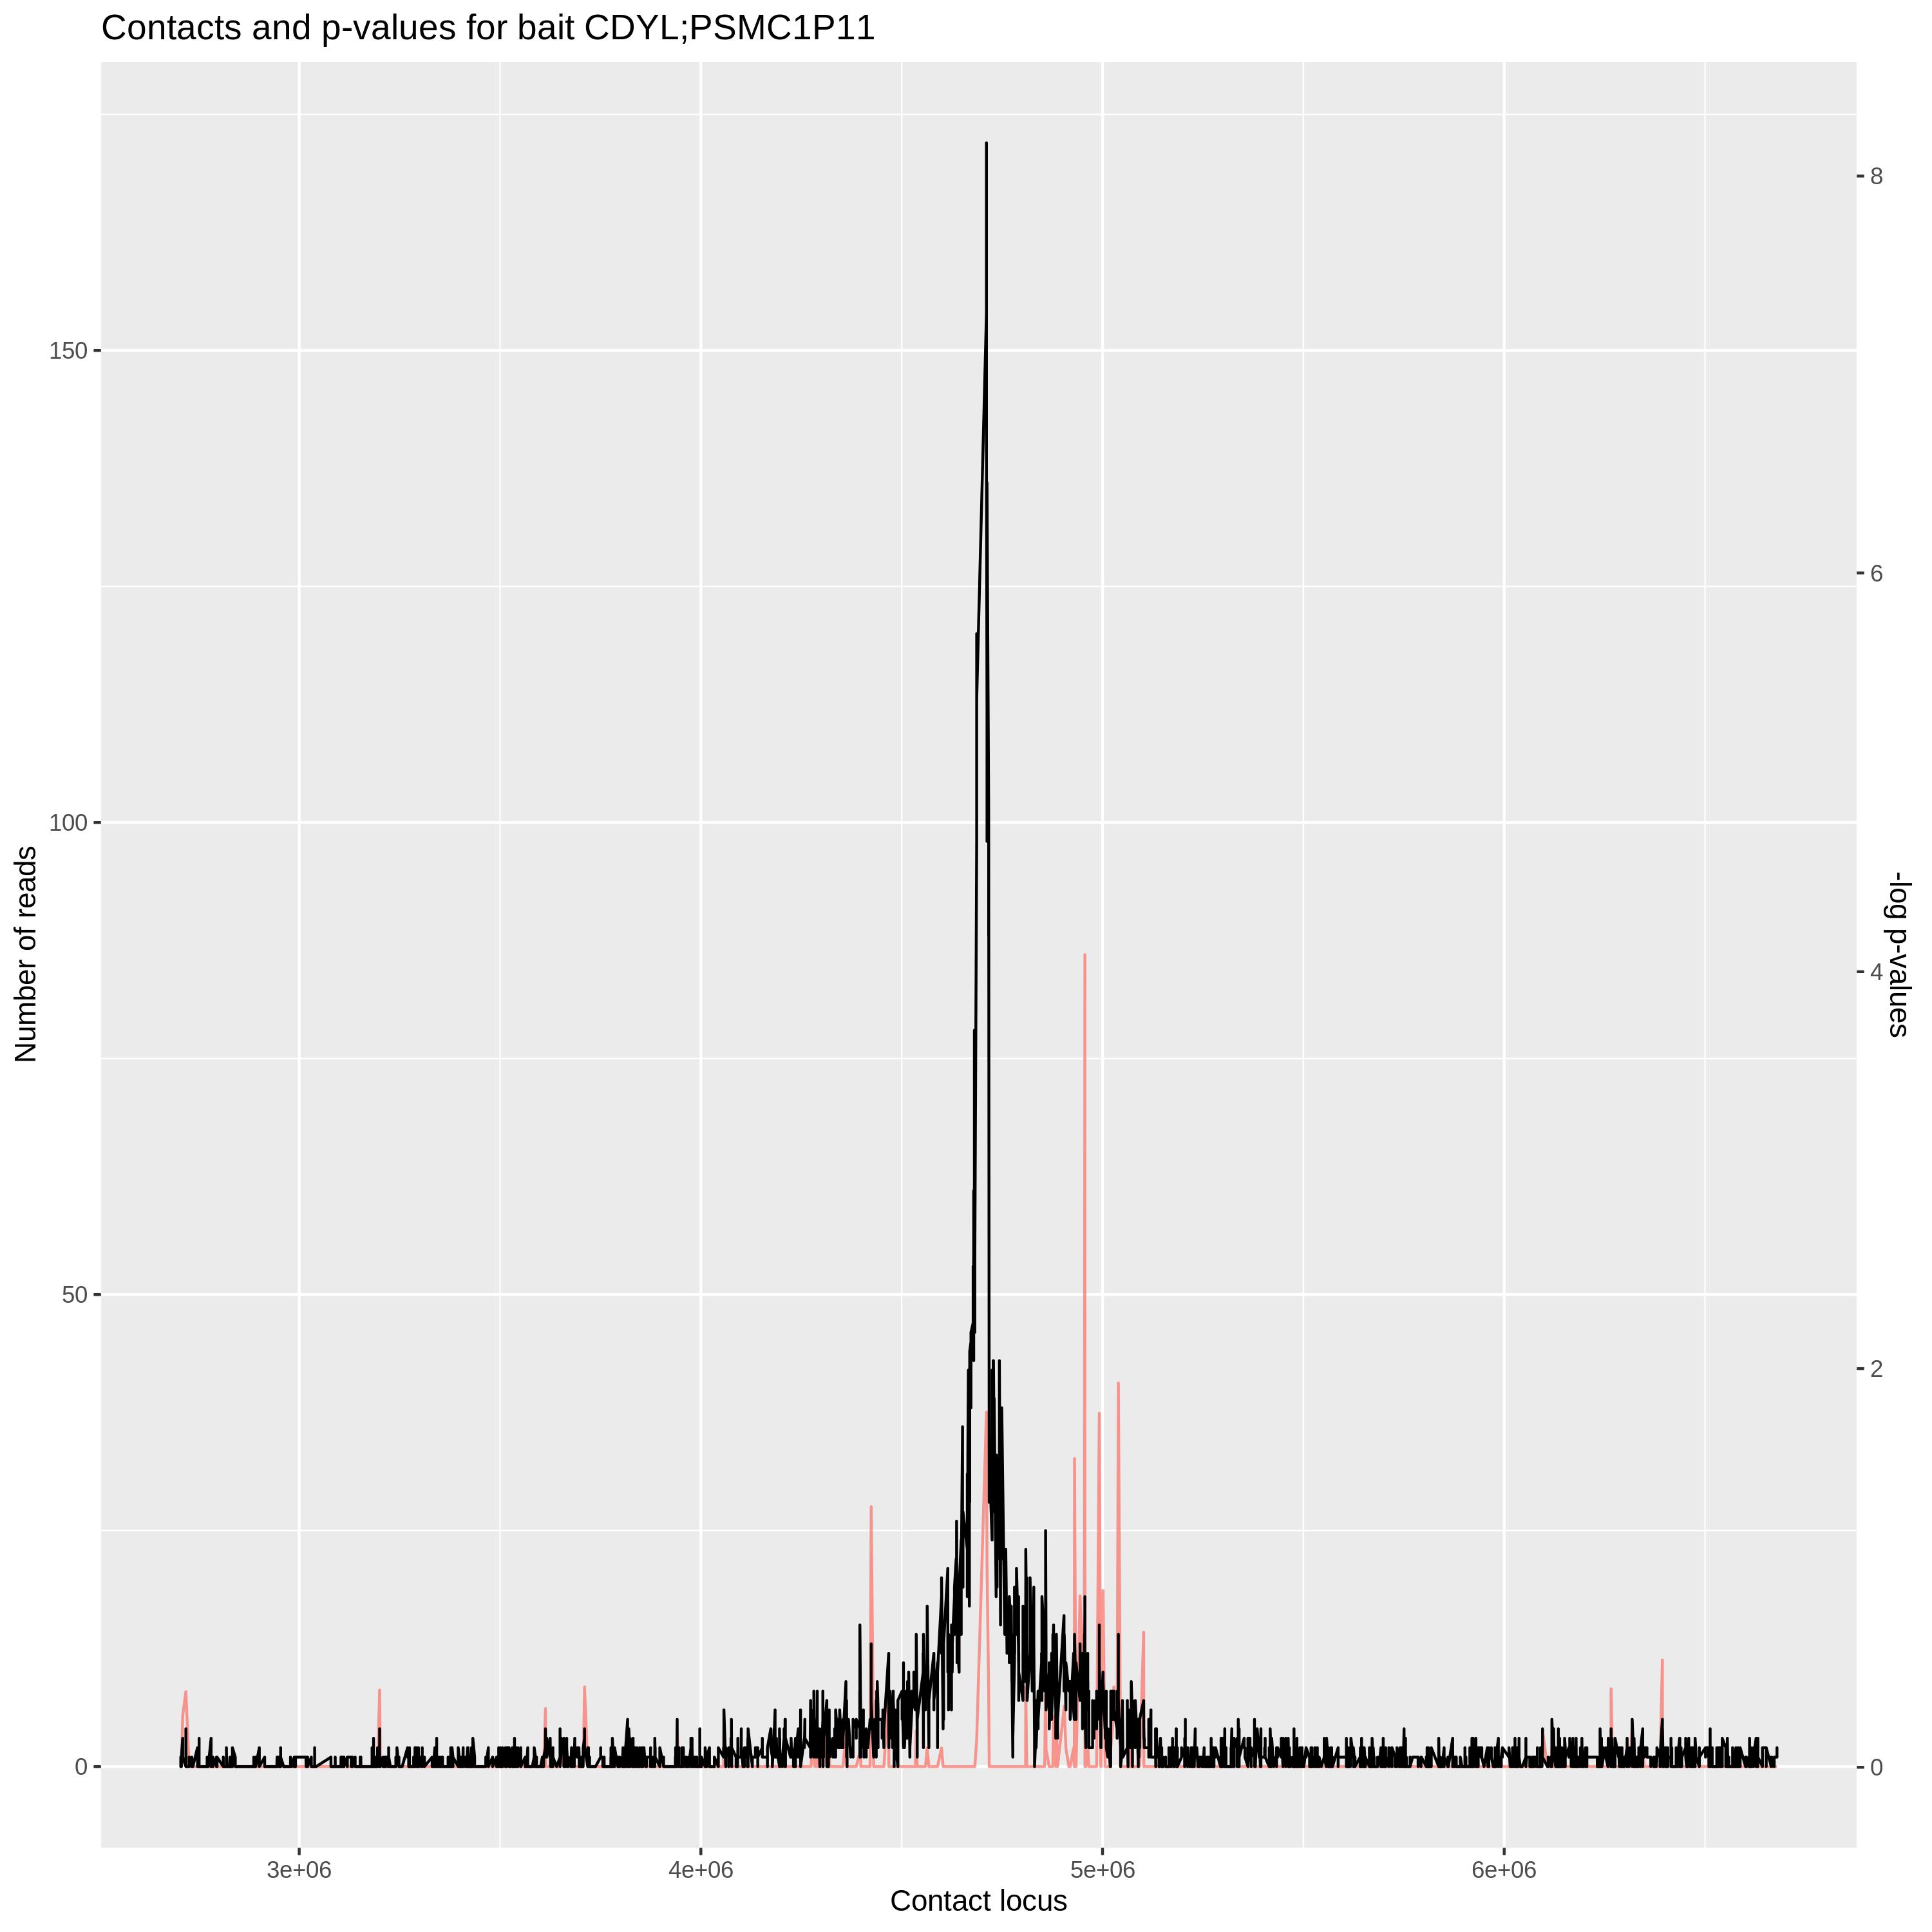 Contacts and p-values for bait CDYL;PSMC1P11
8
150
6
100
Number of reads
-log p-values
4
50
2
0
0
3e+06
4e+06
5e+06
6e+06
Contact locus